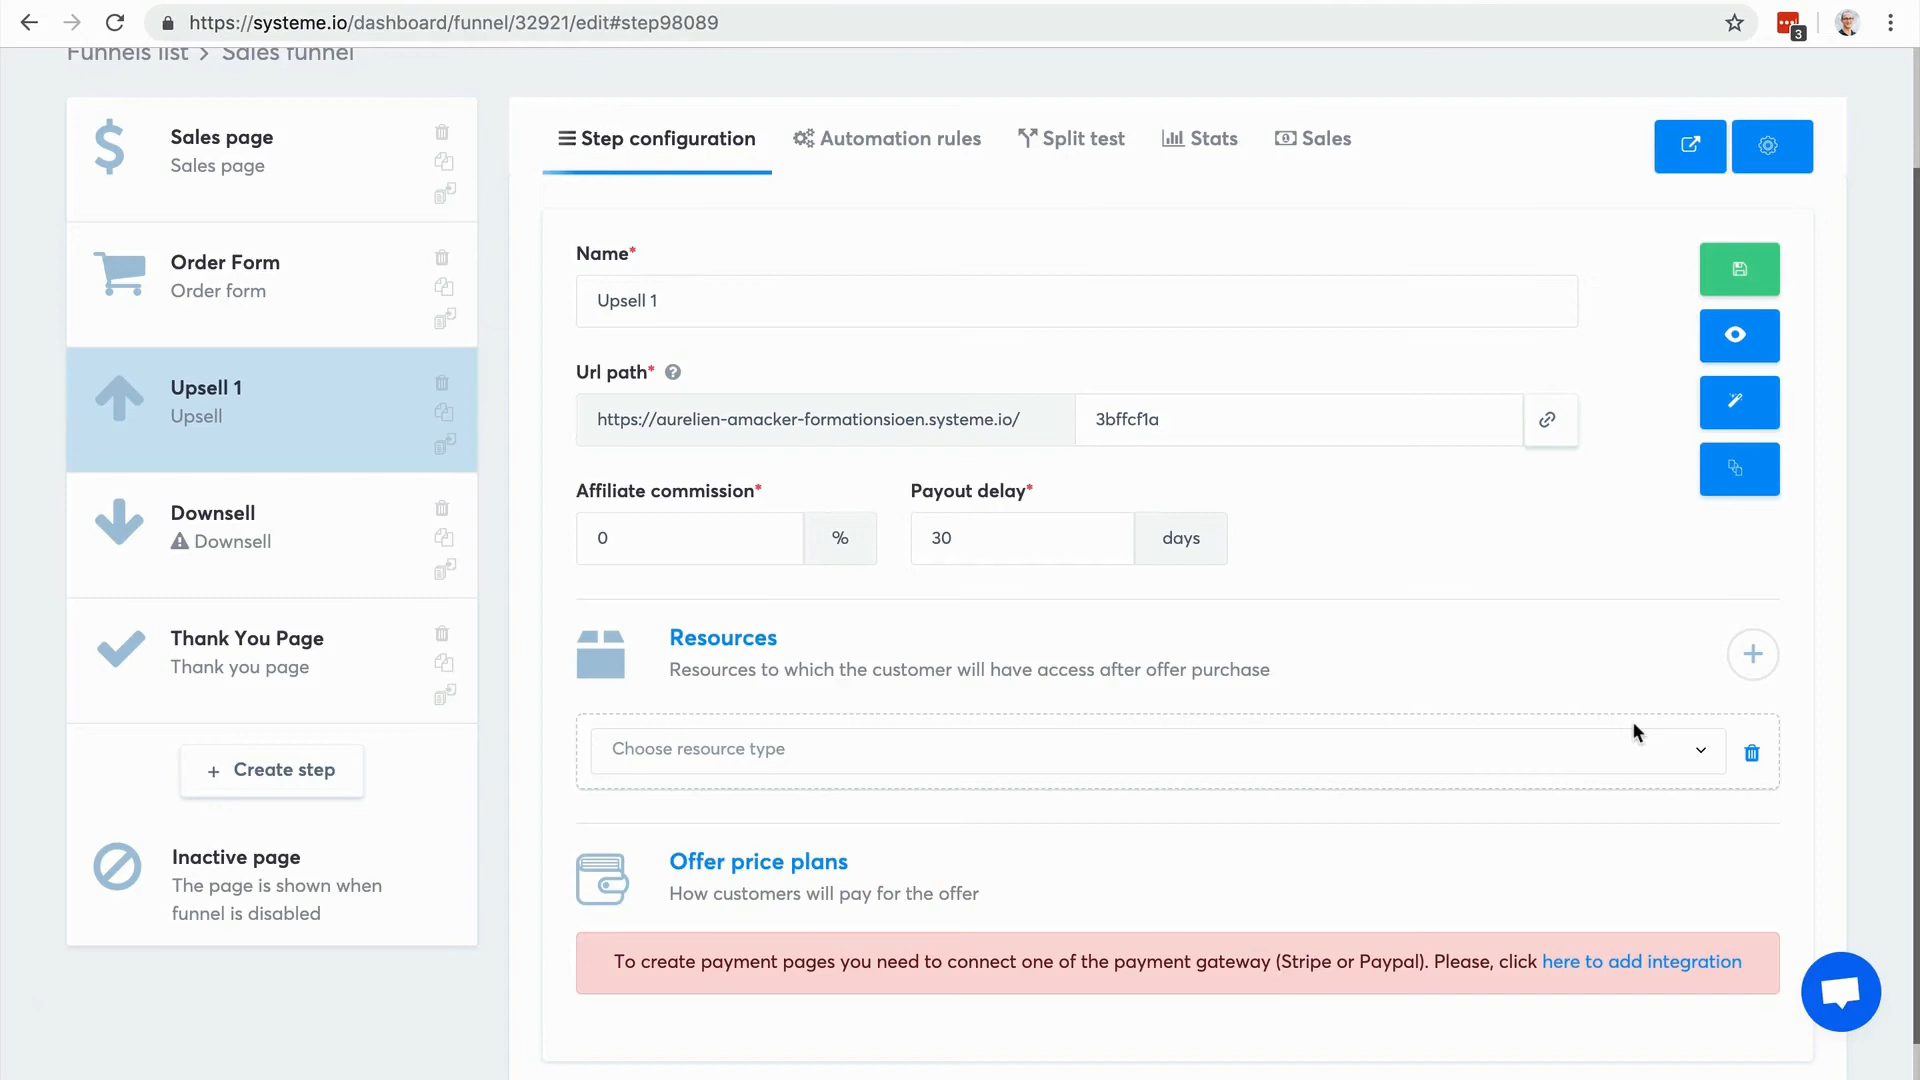 https://systeme.io/dashboard/funnel/32921/edit#step98089
3
Funnels list > Sales funnel
Sales page
Sales page
Order Form
Order form
Upsell 1
Upsell
Downsell
Downsell
Thank You Page
Thank you page
+ Create step
Inactive page
The page is shown when
funnel is disabled
Step configuration
Automation rules
Split test
Stats
Sales
Name*
Upsell 1
Url path* ?
https://aurelien-amacker-formationsioen.systeme.io/
3bffcf1a
Affiliate commission*
Payout delay*
0
%
30
days
Resources
Resources to which the customer will have access after offer purchase
Choose resource type
Offer price plans
How customers will pay for the offer
To create payment pages you need to connect one of the payment gateway (Stripe or Paypal). Please, click here to add integration